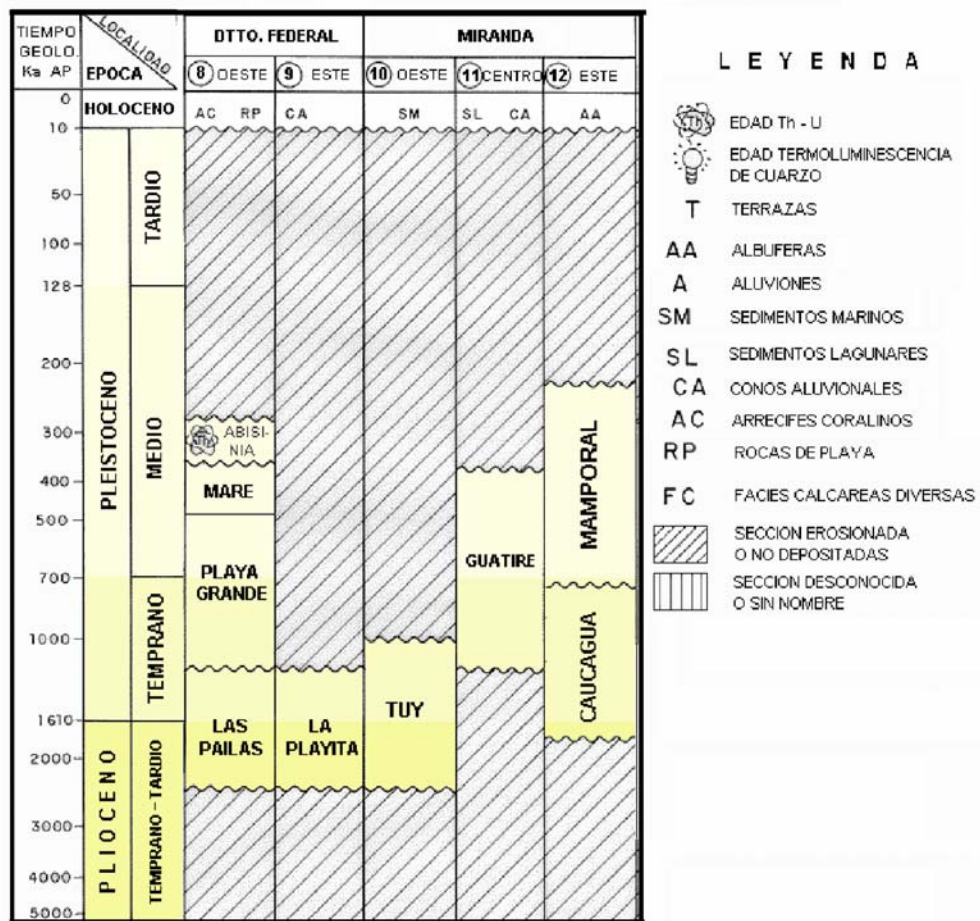 TIEMPO
GEOLO.
Ka AP
LOCALIDAD
EPOCA
DTTO. FEDERAL
MIRANDA
8 OESTE
9 ESTE
10 OESTE
11 CENTRO
12 ESTE
0
HOLOCENO
AC RP
CA
SM
SL CA
AA
10
50
100
128
200
300
400
500
700
1000
1610
2000
3000
4000
5000
PLEISTOCENO
TARDIO
MEDIO
TEMPRANO
PLIOCENO
TEMPRANO-TARDIO
Th
ABISI-
NIA
MARE
PLAYA
GRANDE
LAS
PAILAS
LA
PLAYITA
TUY
GUATIRE
MAMPORAL
CAUCAGUA
LEYENDA
Th EDAD Th - U
EDAD TERMOLUMINESCENCIA
DE CUARZO
T TERRAZAS
AA ALBUFERAS
A ALUVIONES
SM SEDIMENTOS MARINOS
SL SEDIMENTOS LAGUNARES
CA CONOS ALUVIONALES
AC ARRECIFES CORALINOS
RP ROCAS DE PLAYA
FC FACIES CALCAREAS DIVERSAS
SECCION EROSIONADA
O NO DEPOSITADAS
SECCION DESCONOCIDA
O SIN NOMBRE